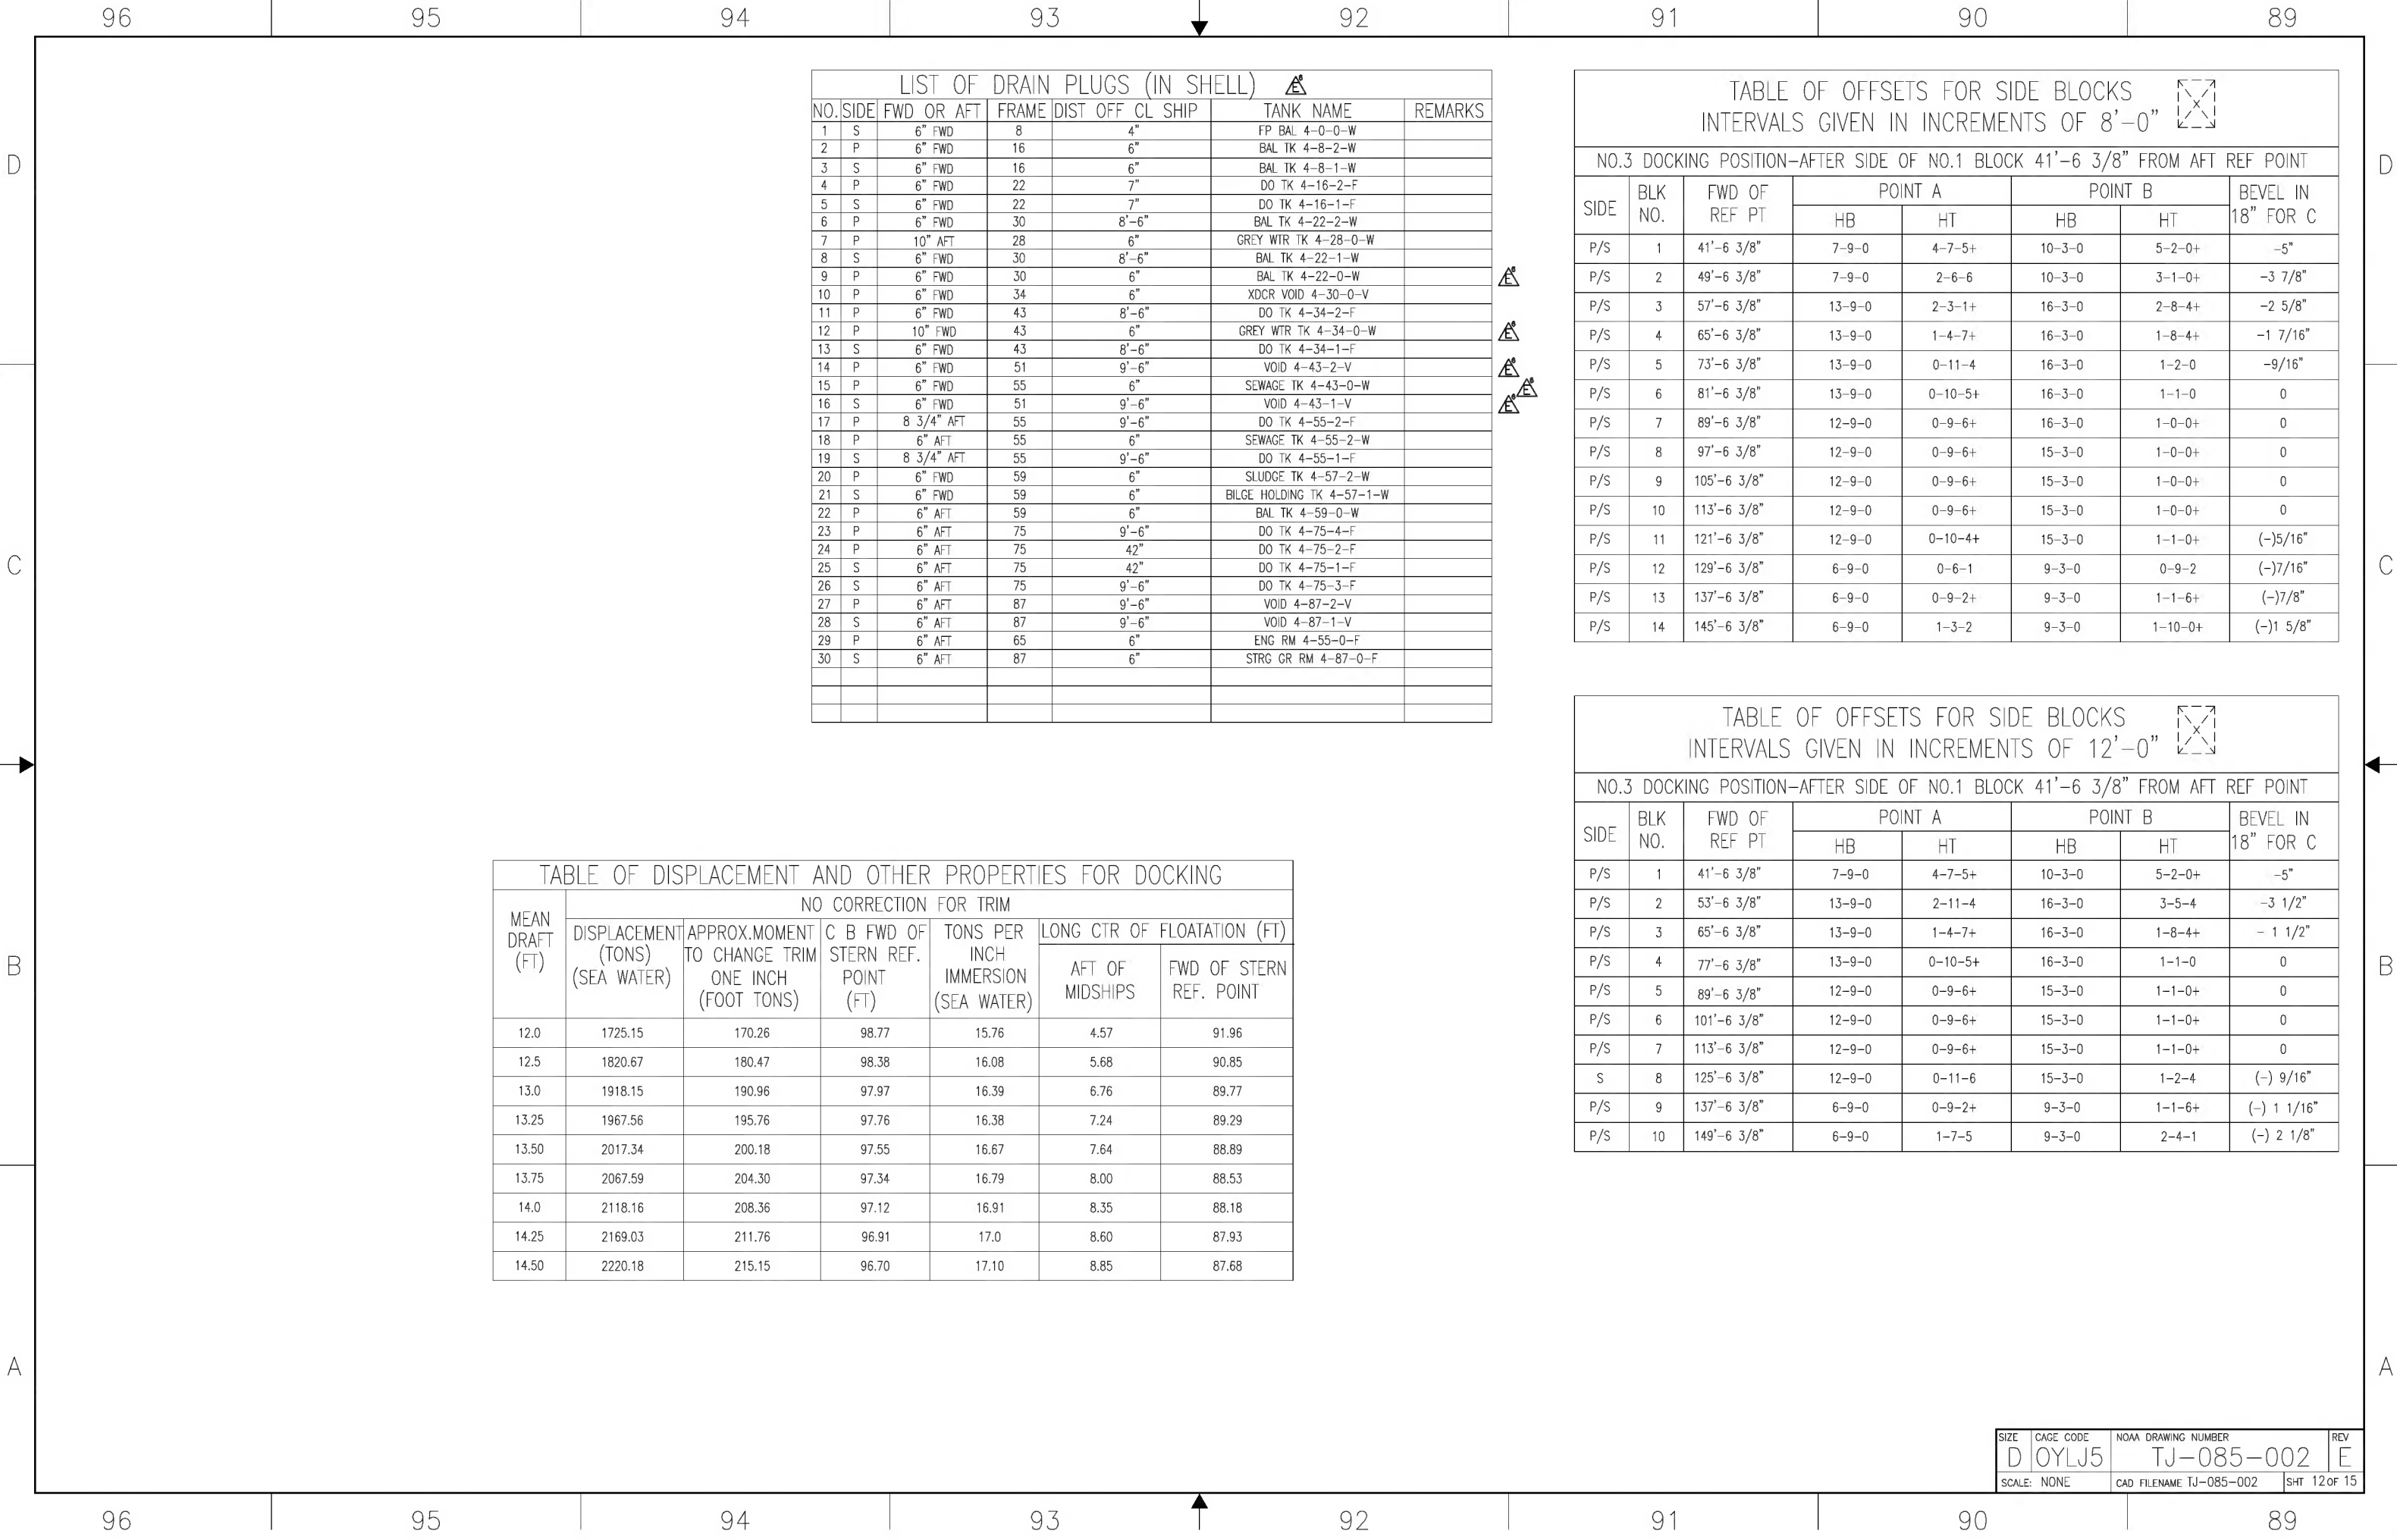 96 95 94 93 92 91 90 89
D
C
B
A
LIST OF DRAIN PLUGS (IN SHELL) E 6
NO. SIDE FWD OR AFT FRAME DIST OFF CL SHIP TANK NAME REMARKS
1 S 6" FWD 8 4" FP BAL 4-0-0-W
2 P 6" FWD 16 6" BAL TK 4-8-2-W
3 S 6" FWD 16 6" BAL TK 4-8-1-W
4 P 6" FWD 22 7" DO TK 4-16-2-F
5 S 6" FWD 22 7" DO TK 4-16-1-F
6 P 6" FWD 30 8'-6" BAL TK 4-22-2-W
7 P 10" AFT 28 6" GREY WTR TK 4-28-0-W
8 S 6" FWD 30 8'-6" BAL TK 4-22-1-W
9 P 6" FWD 30 6" BAL TK 4-22-0-W E
10 P 6" FWD 34 6" XDCR VOID 4-30-0-V
11 P 6" FWD 43 8'-6" DO TK 4-34-2-F
12 P 10" FWD 43 6" GREY WTR TK 4-34-0-W E
13 S 6" FWD 43 8'-6" DO TK 4-34-1-F
14 P 6" FWD 51 9'-6" VOID 4-43-2-V E
15 P 6" FWD 55 6" SEWAGE TK 4-43-0-W E
16 S 6" FWD 51 9'-6" VOID 4-43-1-V E
17 P 8 3/4" AFT 55 9'-6" DO TK 4-55-2-F
18 P 6" AFT 55 6" SEWAGE TK 4-55-2-W
19 S 8 3/4" AFT 55 9'-6" DO TK 4-55-1-F
20 P 6" FWD 59 6" SLUDGE TK 4-57-2-W
21 S 6" FWD 59 6" BILGE HOLDING TK 4-57-1-W
22 P 6" AFT 59 6" BAL TK 4-59-0-W
23 P 6" AFT 75 9'-6" DO TK 4-75-4-F
24 P 6" AFT 75 42" DO TK 4-75-2-F
25 S 6" AFT 75 42" DO TK 4-75-1-F
26 S 6" AFT 75 9'-6" DO TK 4-75-3-F
27 P 6" AFT 87 9'-6" VOID 4-87-2-V
28 S 6" AFT 87 9'-6" VOID 4-87-1-V
29 P 6" AFT 65 6" ENG RM 4-55-0-F
30 S 6" AFT 87 6" STRG GR RM 4-87-0-F
TABLE OF OFFSETS FOR SIDE BLOCKS
INTERVALS GIVEN IN INCREMENTS OF 8'-0" X
NO.3 DOCKING POSITION-AFTER SIDE OF NO.1 BLOCK 41'-6 3/8" FROM AFT REF POINT
SIDE BLK NO. FWD OF REF PT POINT A POINT B BEVEL IN 18" FOR C
HB HT HB HT
P/S 1 41'-6 3/8" 7-9-0 4-7-5+ 10-3-0 5-2-0+ -5"
P/S 2 49'-6 3/8" 7-9-0 2-6-6 10-3-0 3-1-0+ -3 7/8"
P/S 3 57'-6 3/8" 13-9-0 2-3-1+ 16-3-0 2-8-4+ -2 5/8"
P/S 4 65'-6 3/8" 13-9-0 1-4-7+ 16-3-0 1-8-4+ -1 7/16"
P/S 5 73'-6 3/8" 13-9-0 0-11-4 16-3-0 1-2-0 -9/16"
P/S 6 81'-6 3/8" 13-9-0 0-10-5+ 16-3-0 1-1-0 0
P/S 7 89'-6 3/8" 12-9-0 0-9-6+ 16-3-0 1-0-0+ 0
P/S 8 97'-6 3/8" 12-9-0 0-9-6+ 15-3-0 1-0-0+ 0
P/S 9 105'-6 3/8" 12-9-0 0-9-6+ 15-3-0 1-0-0+ 0
P/S 10 113'-6 3/8" 12-9-0 0-9-6+ 15-3-0 1-0-0+ 0
P/S 11 121'-6 3/8" 12-9-0 0-10-4+ 15-3-0 1-1-0+ (-)5/16"
P/S 12 129'-6 3/8" 6-9-0 0-6-1 9-3-0 0-9-2 (-)7/16"
P/S 13 137'-6 3/8" 6-9-0 0-9-2+ 9-3-0 1-1-6+ (-)7/8"
P/S 14 145'-6 3/8" 6-9-0 1-3-2 9-3-0 1-10-0+ (-)1 5/8"
TABLE OF OFFSETS FOR SIDE BLOCKS
INTERVALS GIVEN IN INCREMENTS OF 12'-0" X
NO.3 DOCKING POSITION-AFTER SIDE OF NO.1 BLOCK 41'-6 3/8" FROM AFT REF POINT
SIDE BLK NO. FWD OF REF PT POINT A POINT B BEVEL IN 18" FOR C
HB HT HB HT
P/S 1 41'-6 3/8" 7-9-0 4-7-5+ 10-3-0 5-2-0+ -5"
P/S 2 53'-6 3/8" 13-9-0 2-11-4 16-3-0 3-5-4 -3 1/2"
P/S 3 65'-6 3/8" 13-9-0 1-4-7+ 16-3-0 1-8-4+ - 1 1/2"
P/S 4 77'-6 3/8" 13-9-0 0-10-5+ 16-3-0 1-1-0 0
P/S 5 89'-6 3/8" 12-9-0 0-9-6+ 15-3-0 1-1-0+ 0
P/S 6 101'-6 3/8" 12-9-0 0-9-6+ 15-3-0 1-1-0+ 0
P/S 7 113'-6 3/8" 12-9-0 0-9-6+ 15-3-0 1-1-0+ 0
S 8 125'-6 3/8" 12-9-0 0-11-6 15-3-0 1-2-4 (-) 9/16"
P/S 9 137'-6 3/8" 6-9-0 0-9-2+ 9-3-0 1-1-6+ (-) 1 1/16"
P/S 10 149'-6 3/8" 6-9-0 1-7-5 9-3-0 2-4-1 (-) 2 1/8"
TABLE OF DISPLACEMENT AND OTHER PROPERTIES FOR DOCKING
NO CORRECTION FOR TRIM
MEAN DRAFT (FT) DISPLACEMENT (TONS) (SEA WATER) APPROX.MOMENT TO CHANGE TRIM ONE INCH (FOOT TONS) C B FWD OF STERN REF. POINT (FT) TONS PER INCH IMMERSION (SEA WATER) LONG CTR OF FLOATATION (FT)
AFT OF MIDSHIPS FWD OF STERN REF. POINT
12.0 1725.15 170.26 98.77 15.76 4.57 91.96
12.5 1820.67 180.47 98.38 16.08 5.68 90.85
13.0 1918.15 190.96 97.97 16.39 6.76 89.77
13.25 1967.56 195.76 97.76 16.38 7.24 89.29
13.50 2017.34 200.18 97.55 16.67 7.64 88.89
13.75 2067.59 204.30 97.34 16.79 8.00 88.53
14.0 2118.16 208.36 97.12 16.91 8.35 88.18
14.25 2169.03 211.76 96.91 17.0 8.60 87.93
14.50 2220.18 215.15 96.70 17.10 8.85 87.68
D
C
B
A
SIZE CAGE CODE NOAA DRAWING NUMBER REV
D 0YLJ5 TJ-085-002 E
SCALE: NONE CAD FILENAME TJ-085-002 SHT 12 OF 15
96 95 94 93 92 91 90 89